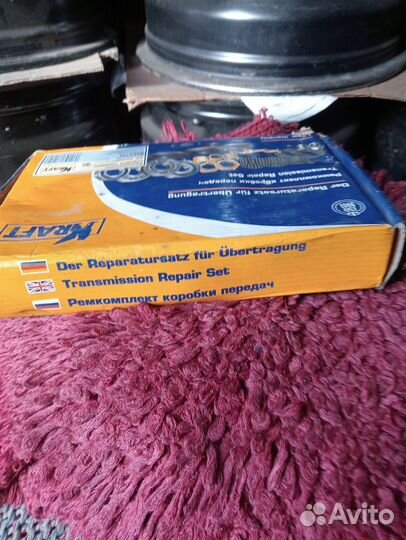 KRAFT
Der Reparatursatz für Übertragung
Transmission Repair Set
Ремкомплект коробки передач
KRAFT
Der Reparatursatz für Übertragung
Transmission Repair Set
Ремкомплект коробки передач
Avito